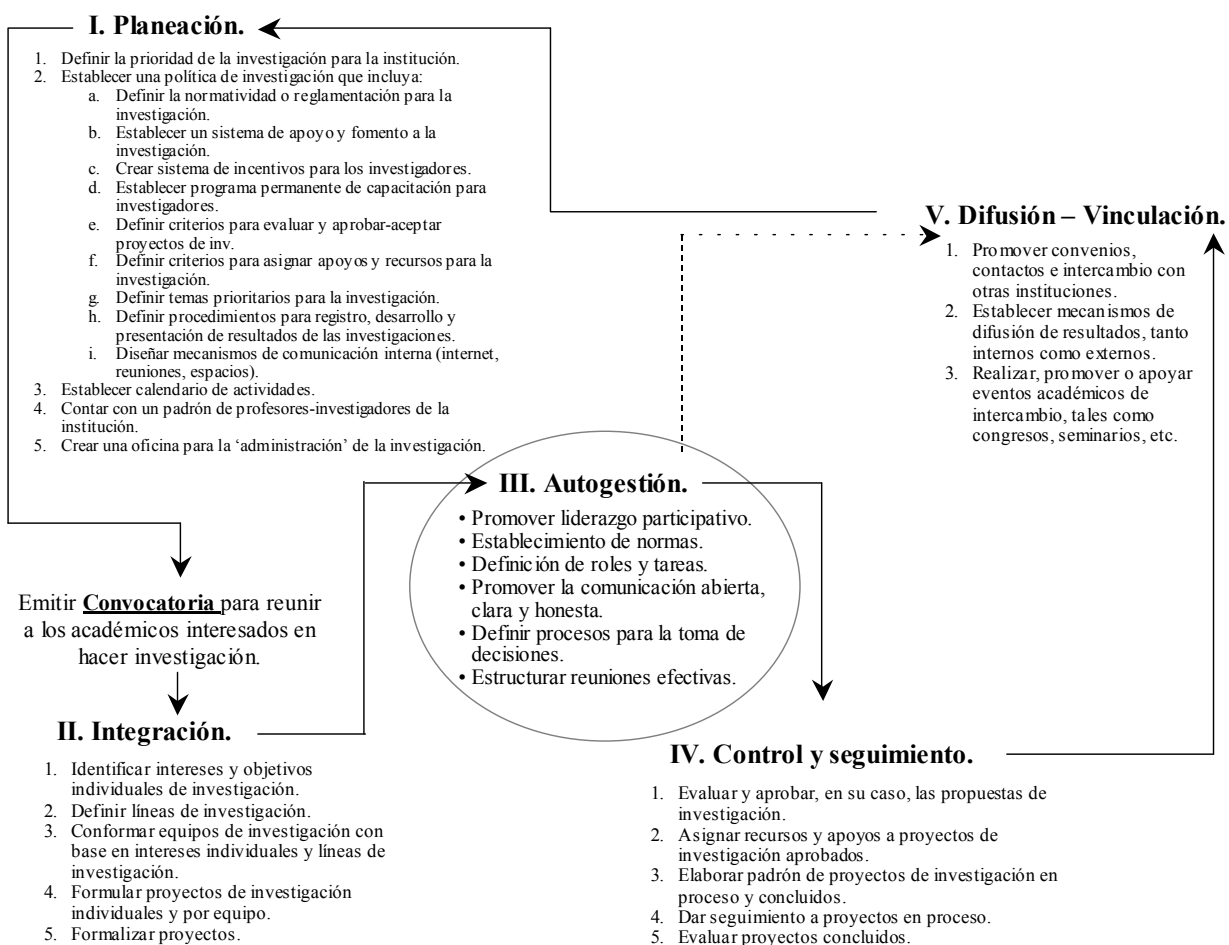 I. Planeación.
1. Definir la prioridad de la investigación para la institución.
2. Establecer una política de investigación que incluya:
a. Definir la normatividad o reglamentación para la
investigación.
b. Establecer un sistema de apoyo y fomento a la
investigación.
c. Crear sistema de incentivos para los investigadores.
d. Establecer programa permanente de capacitación para
investigadores.
e. Definir criterios para evaluar y aprobar-aceptar
proyectos de inv.
f. Definir criterios para asignar apoyos y recursos para la
investigación.
g. Definir temas prioritarios para la investigación.
h. Definir procedimientos para registro, desarrollo y
presentación de resultados de las investigaciones.
i. Diseñar mecanismos de comunicación interna (internet,
reuniones, espacios).
3. Establecer calendario de actividades.
4. Contar con un padrón de profesores-investigadores de la
institución.
5. Crear una oficina para la ‘administración’ de la investigación.
Emitir Convocatoria para reunir
a los académicos interesados en
hacer investigación.
II. Integración.
1. Identificar intereses y objetivos
individuales de investigación.
2. Definir líneas de investigación.
3. Conformar equipos de investigación con
base en intereses individuales y líneas de
investigación.
4. Formular proyectos de investigación
individuales y por equipo.
5. Formalizar proyectos.
III. Autogestión.
• Promover liderazgo participativo.
• Establecimiento de normas.
• Definición de roles y tareas.
• Promover la comunicación abierta,
clara y honesta.
• Definir procesos para la toma de
decisiones.
• Estructurar reuniones efectivas.
IV. Control y seguimiento.
1. Evaluar y aprobar, en su caso, las propuestas de
investigación.
2. Asignar recursos y apoyos a proyectos de
investigación aprobados.
3. Elaborar padrón de proyectos de investigación en
proceso y concluidos.
4. Dar seguimiento a proyectos en proceso.
5. Evaluar proyectos concluidos.
V. Difusión – Vinculación.
1. Promover convenios,
contactos e intercambio con
otras instituciones.
2. Establecer mecanismos de
difusión de resultados, tanto
internos como externos.
3. Realizar, promover o apoyar
eventos académicos de
intercambio, tales como
congresos, seminarios, etc.